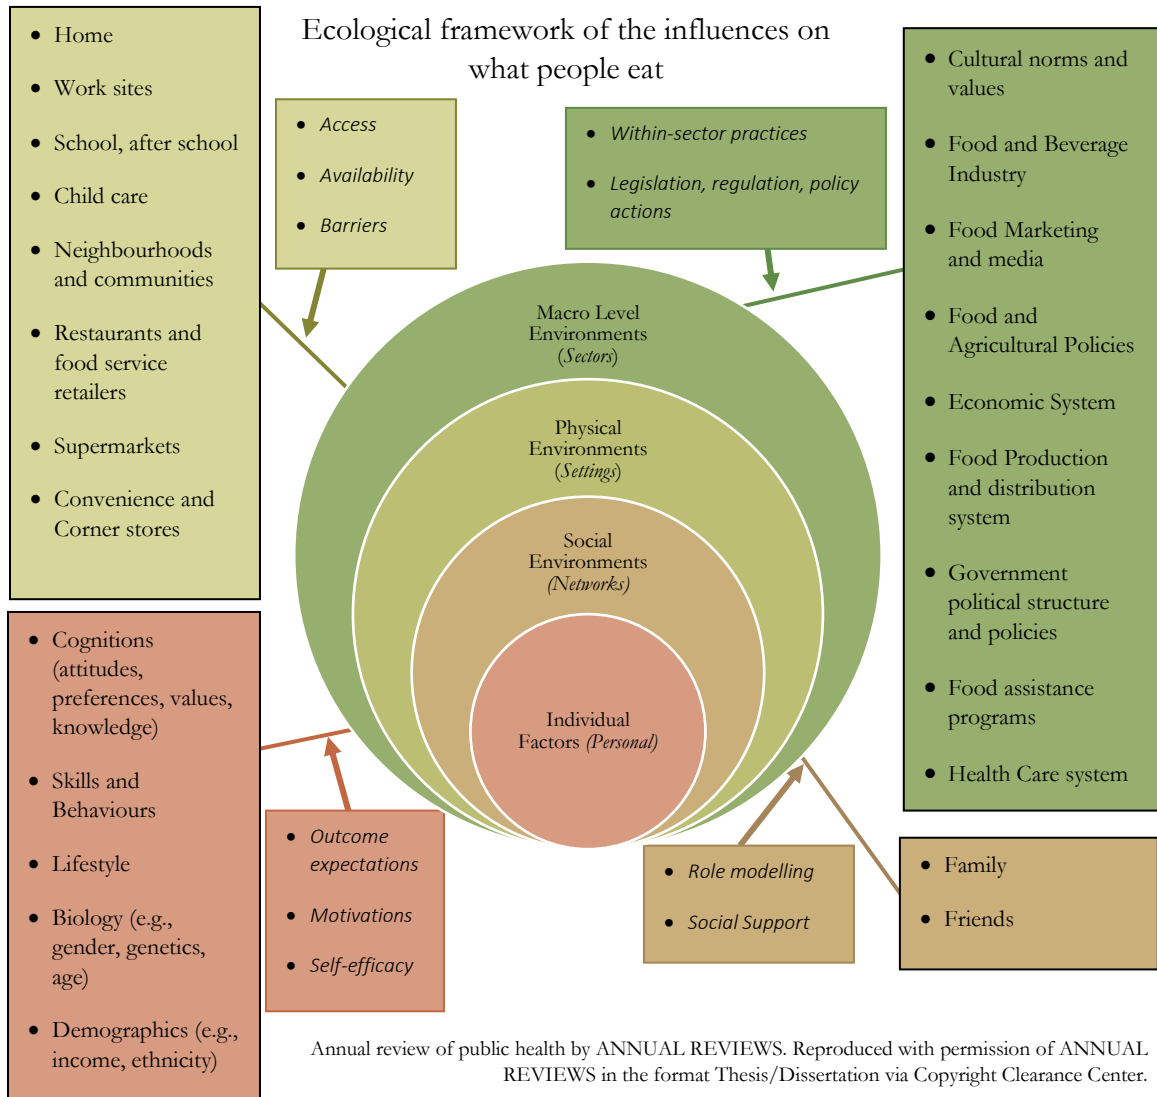 Ecological framework of the influences on
what people eat
• Home
• Work sites
• School, after school
• Child care
• Neighbourhoods
and communities
• Restaurants and
food service
retailers
• Supermarkets
• Convenience and
Corner stores
• Access
• Availability
• Barriers
• Within-sector practices
• Legislation, regulation, policy
actions
• Cultural norms and
values
• Food and Beverage
Industry
• Food Marketing
and media
• Food and
Agricultural Policies
• Economic System
• Food Production
and distribution
system
• Government
political structure
and policies
• Food assistance
programs
• Health Care system
Macro Level
Environments
(Sectors)
Physical
Environments
(Settings)
Social
Environments
(Networks)
Individual
Factors (Personal)
• Cognitions
(attitudes,
preferences, values,
knowledge)
• Skills and
Behaviours
• Lifestyle
• Biology (e.g.,
gender, genetics,
age)
• Demographics (e.g.,
income, ethnicity)
• Outcome
expectations
• Motivations
• Self-efficacy
• Role modelling
• Social Support
• Family
• Friends
Annual review of public health by ANNUAL REVIEWS. Reproduced with permission of ANNUAL
REVIEWS in the format Thesis/Dissertation via Copyright Clearance Center.